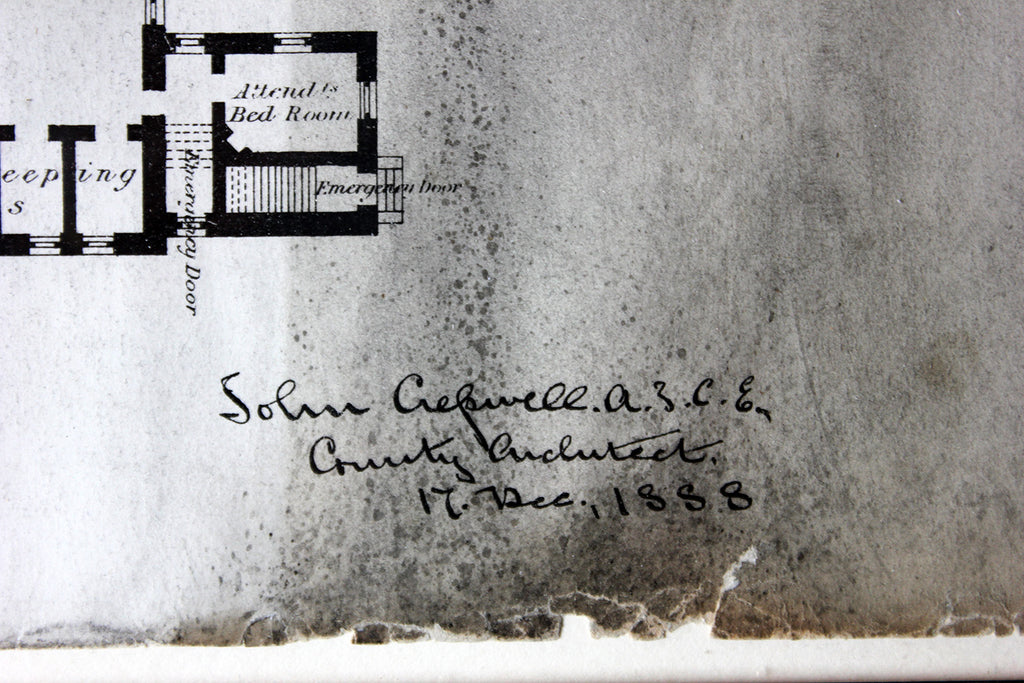 Attend.ts
Bed Room
eeping
s
Emergency Door
Emergency Door
John Cresswell. A.I.C.E.,
County Architect.
17. Dec., 1888